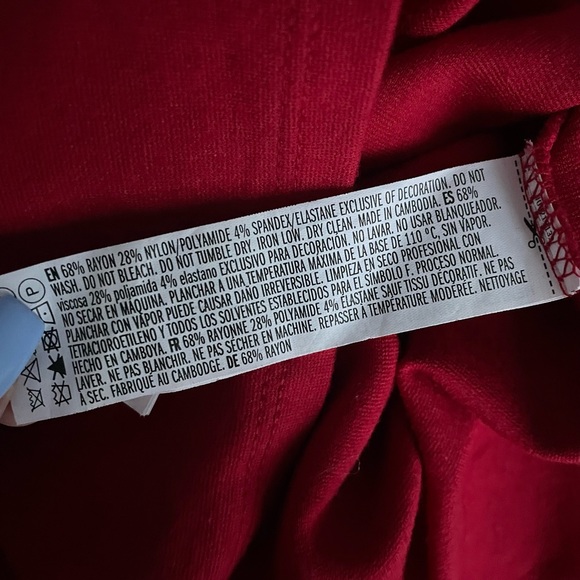 EN 68% RAYON 28% NYLON/POLYAMIDE 4% SPANDEX/ELASTANE EXCLUSIVE OF DECORATION. DO NOT
WASH. DO NOT BLEACH. DO NOT TUMBLE DRY. IRON LOW. DRY CLEAN. MADE IN CAMBODIA. ES 68%
viscosa 28% poliamida 4% elastano EXCLUSIVO PARA DECORACION. NO LAVAR. NO USAR BLANQUEADOR.
NO SECAR EN MAQUINA. PLANCHAR A UNA TEMPERATURA MÁXIMA DE LA BASE DE 110 °C, SIN VAPOR.
PLANCHAR CON VAPOR PUEDE CAUSAR DAÑO IRREVERSIBLE. LIMPIEZA EN SECO PROFESIONAL CON
TETRACLOROETILENO Y TODOS LOS SOLVENTES ESTABLECIDOS PARA EL SIMBOLO F. PROCESO NORMAL.
HECHO EN CAMBOYA. FR 68% RAYONNE 28% POLYAMIDE 4% ÉLASTANE SAUF TISSU DÉCORATIF. NE PAS
LAVER. NE PAS BLANCHIR. NE PAS SÉCHER EN MACHINE. REPASSER A TEMPÉRATURE MODÉRÉE. NETTOYAGE
A SEC. FABRIQUE AU CAMBODGE. DE 68% RAYON
P